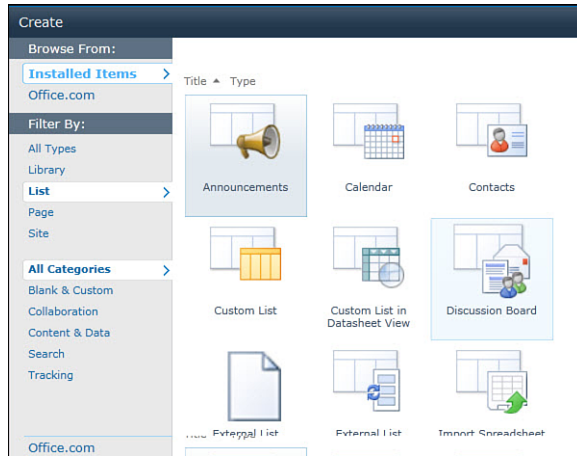 Create
Browse From:
Installed Items
Office.com
Filter By:
All Types
Library
List
Page
Site
All Categories
Blank & Custom
Collaboration
Content & Data
Search
Tracking
Office.com
Title Type
Announcements
Calendar
Contacts
Custom List
Custom List in
Datasheet View
Discussion Board
External List
External List
Import Spreadsheet
Title Type